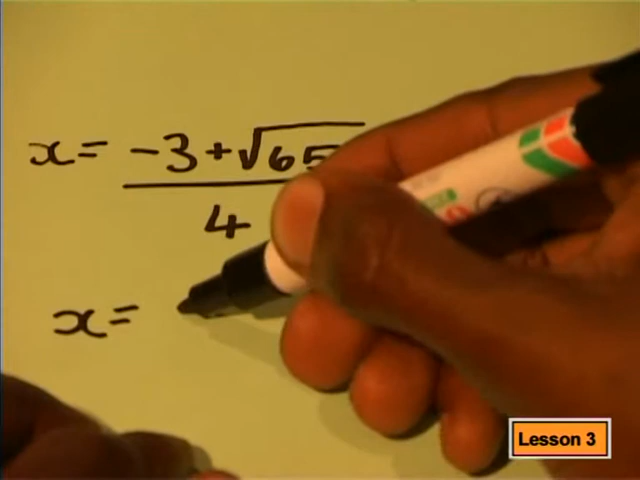 x = -3 + √65
4
x =
Lesson 3